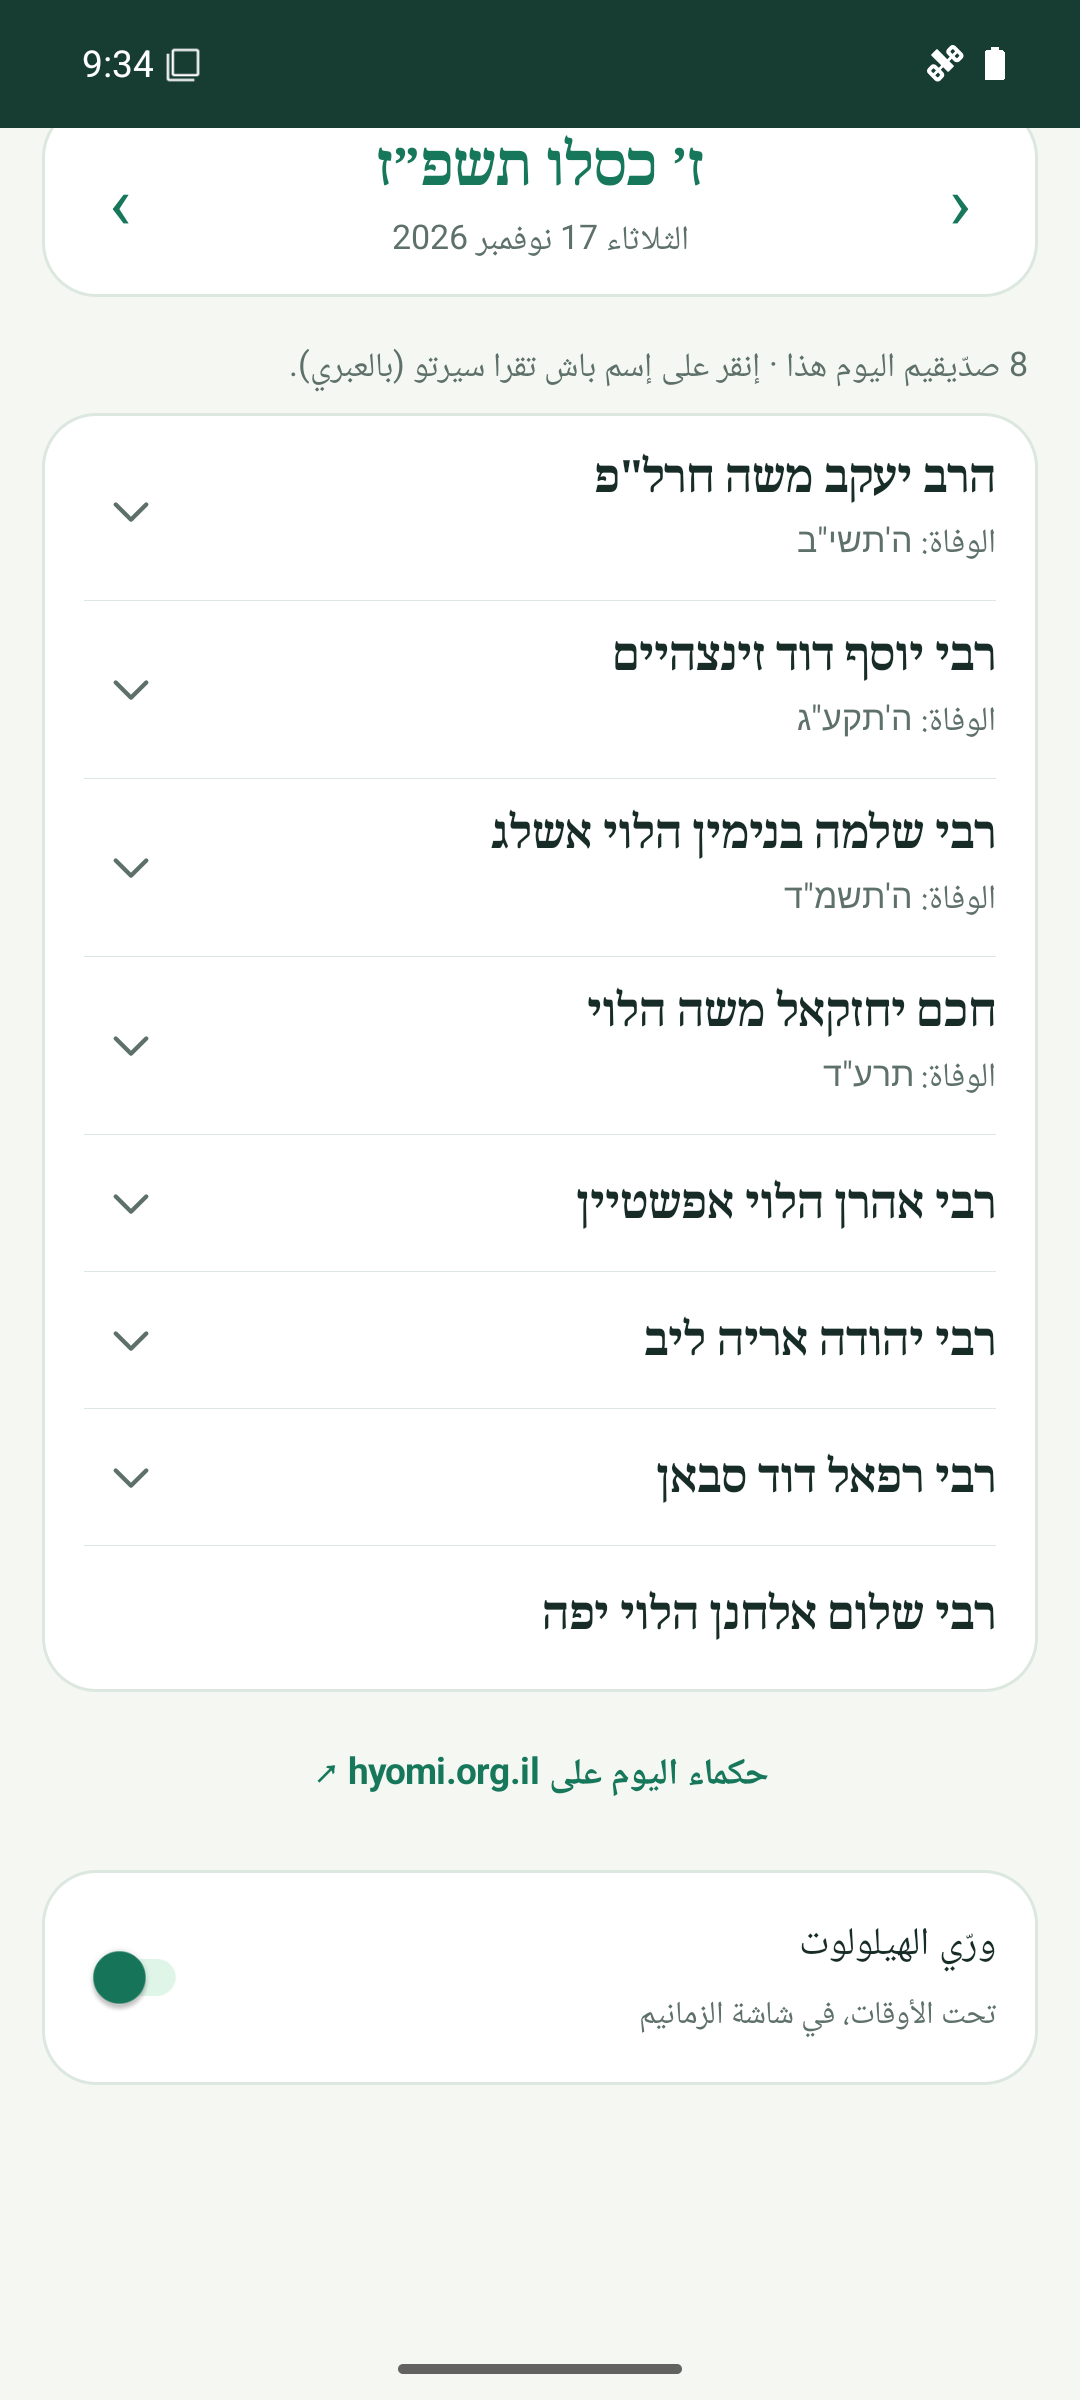 9:34
ז׳ כסלו תשפ״ז
الثلاثاء 17 نوفمبر 2026
8 صدّيقيم اليوم هذا · إنقر على إسم باش تقرا سيرتو (بالعبري).
הרב יעקב משה חרל"פ
الوفاة: ה'תשי"ב
רבי יוסף דוד זינצהיים
الوفاة: ה'תקע"ג
רבי שלמה בנימין הלוי אשלג
الوفاة: ה'תשמ"ד
חכם יחזקאל משה הלוי
الوفاة: תרע"ד
רבי אהרן הלוי אפשטיין
רבי יהודה אריה ליב
רבי רפאל דוד סבאן
רבי שלום אלחנן הלוי יפה
حكماء اليوم على hyomi.org.il ↗
ورّي الهيلولوت
تحت الأوقات، في شاشة الزمانيم